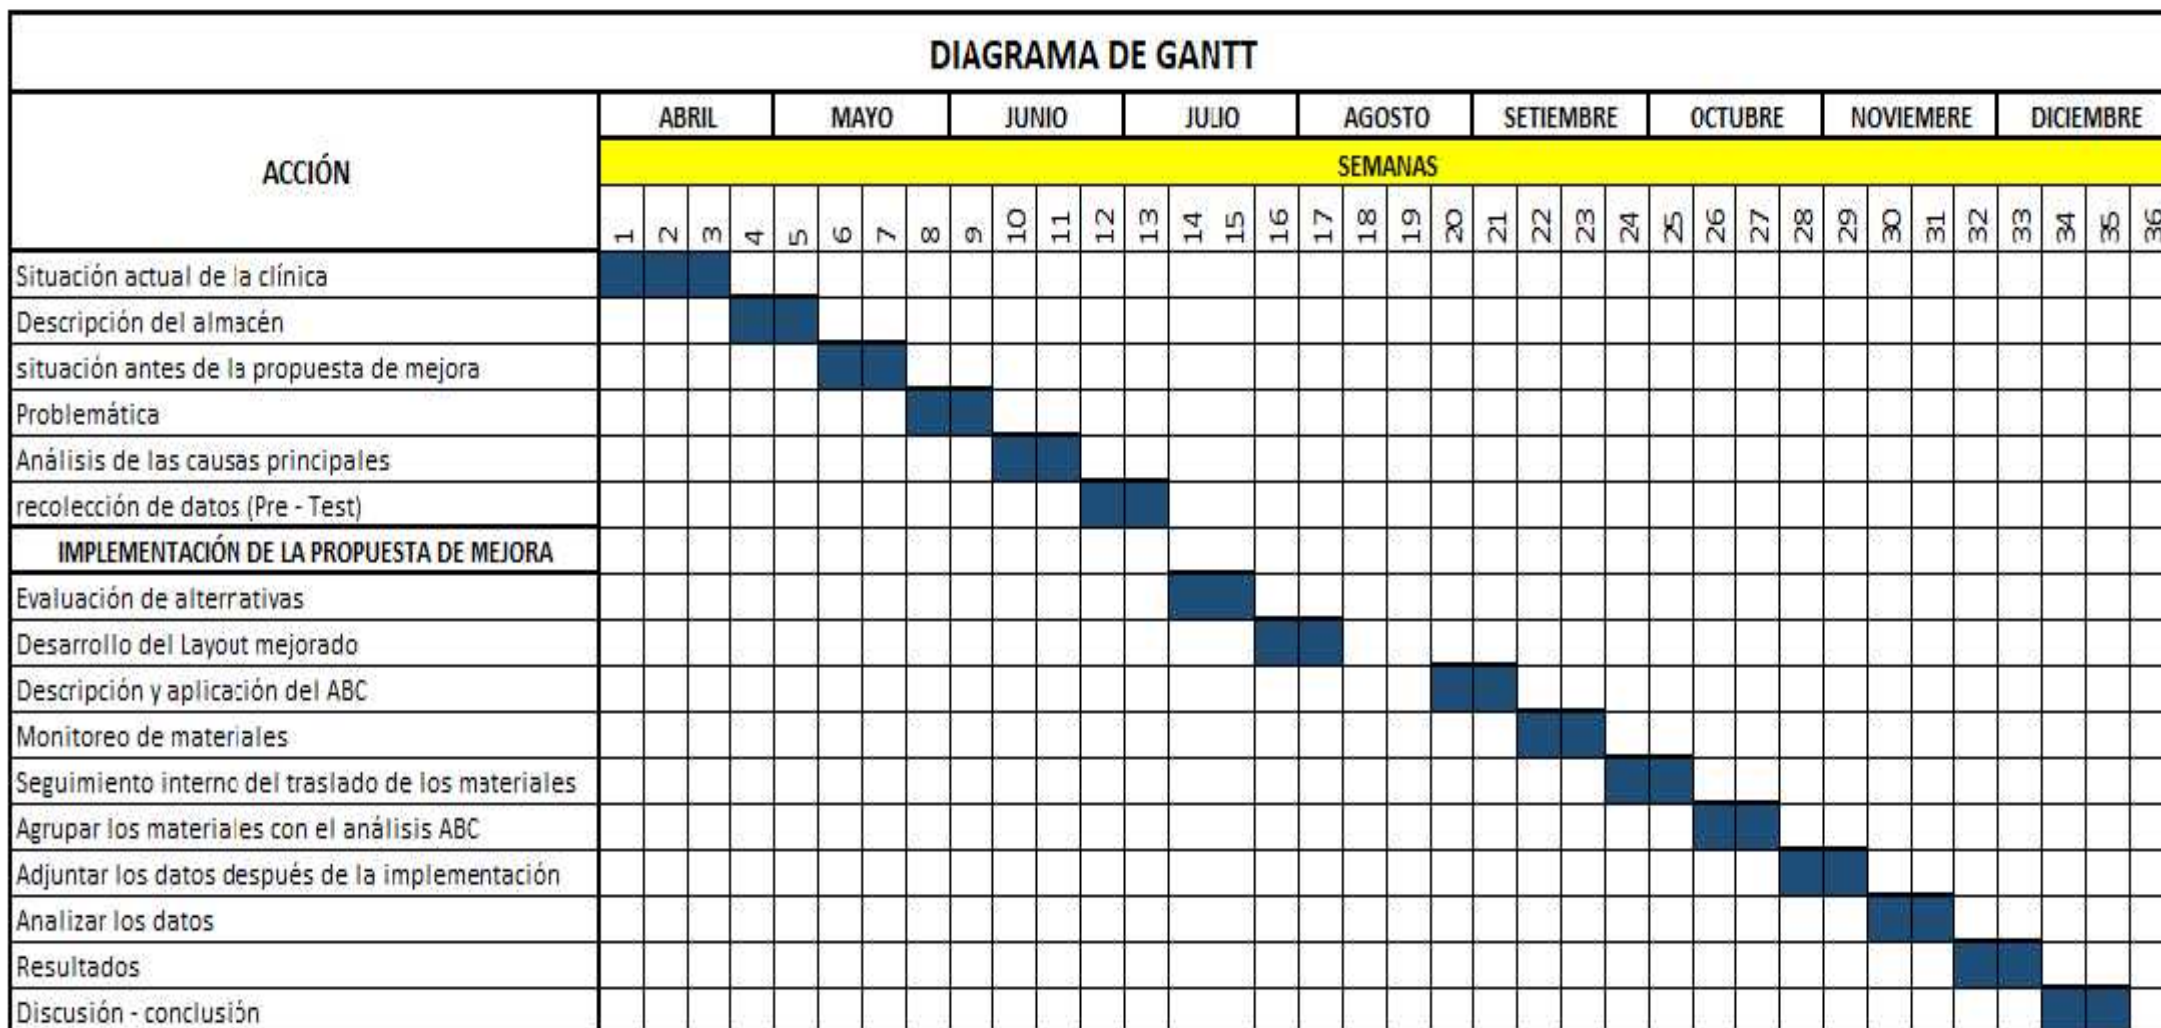 DIAGRAMA DE GANTT
ACCIÓN
ABRIL MAYO JUNIO JULIO AGOSTO SETIEMBRE OCTUBRE NOVIEMBRE DICIEMBRE
SEMANAS
1 2 3 4 5 6 7 8 9 10 11 12 13 14 15 16 17 18 19 20 21 22 23 24 25 26 27 28 29 30 31 32 33 34 35 36
Situación actual de la clínica
Descripción del almacén
situación antes de la propuesta de mejora
Problemática
Análisis de las causas principales
recolección de datos (Pre - Test)
IMPLEMENTACIÓN DE LA PROPUESTA DE MEJORA
Evaluación de alternativas
Desarrollo del Layout mejorado
Descripción y aplicación del ABC
Monitoreo de materiales
Seguimiento interno del traslado de los materiales
Agrupar los materiales con el análisis ABC
Adjuntar los datos después de la implementación
Analizar los datos
Resultados
Discusión - conclusión